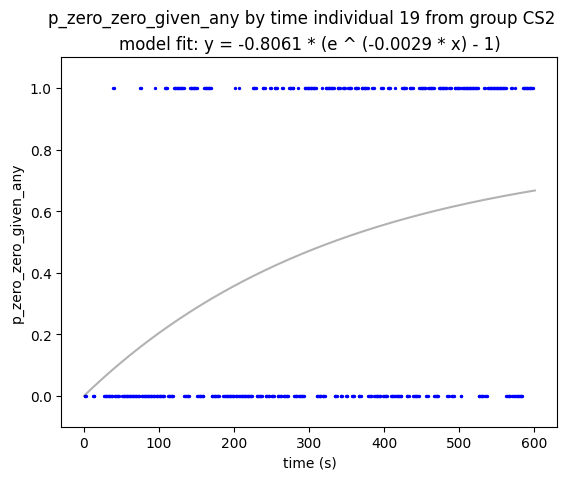 p_zero_zero_given_any by time individual 19 from group CS2
model fit: y = -0.8061 * (e ^ (-0.0029 * x) - 1)
1.0
0.8
0.6
0.4
0.2
0.0
p_zero_zero_given_any
0 100 200 300 400 500 600
time (s)